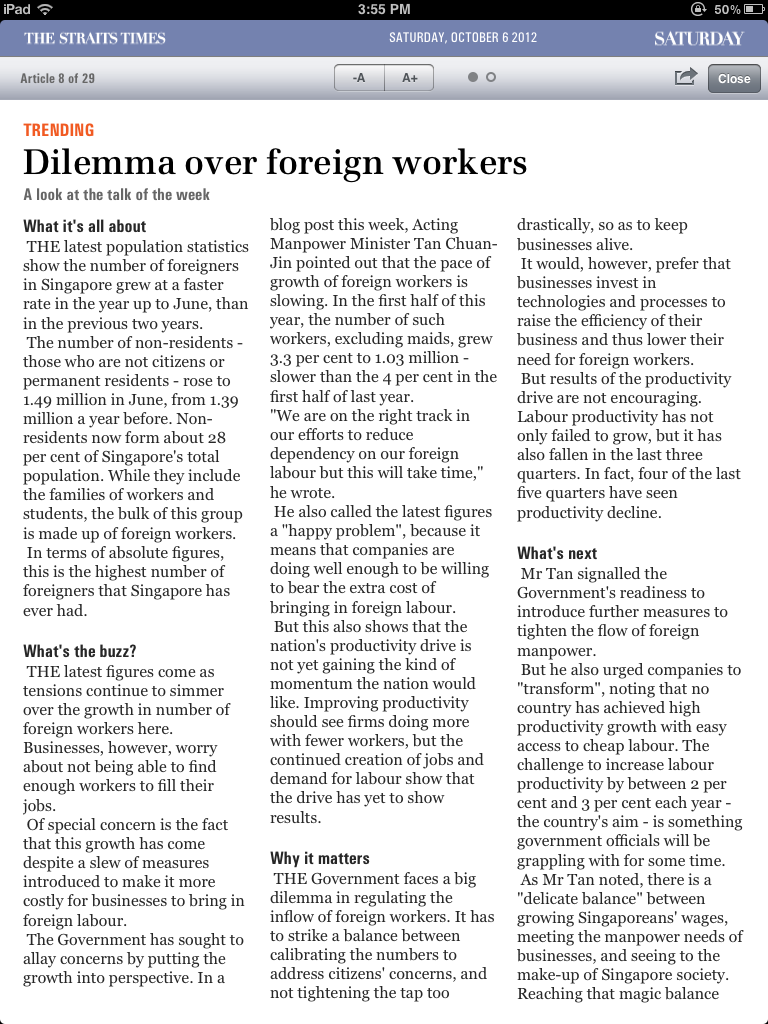 iPad
3:55 PM
50%
THE STRAITS TIMES
SATURDAY, OCTOBER 6 2012
SATURDAY
Article 8 of 29
-A
A+
Close
TRENDING
Dilemma over foreign workers
A look at the talk of the week
What it's all about
THE latest population statistics
show the number of foreigners
in Singapore grew at a faster
rate in the year up to June, than
in the previous two years.
The number of non-residents -
those who are not citizens or
permanent residents - rose to
1.49 million in June, from 1.39
million a year before. Non-
residents now form about 28
per cent of Singapore's total
population. While they include
the families of workers and
students, the bulk of this group
is made up of foreign workers.
In terms of absolute figures,
this is the highest number of
foreigners that Singapore has
ever had.
What's the buzz?
THE latest figures come as
tensions continue to simmer
over the growth in number of
foreign workers here.
Businesses, however, worry
about not being able to find
enough workers to fill their
jobs.
Of special concern is the fact
that this growth has come
despite a slew of measures
introduced to make it more
costly for businesses to bring in
foreign labour.
The Government has sought to
allay concerns by putting the
growth into perspective. In a
blog post this week, Acting
Manpower Minister Tan Chuan-
Jin pointed out that the pace of
growth of foreign workers is
slowing. In the first half of this
year, the number of such
workers, excluding maids, grew
3.3 per cent to 1.03 million -
slower than the 4 per cent in the
first half of last year.
"We are on the right track in
our efforts to reduce
dependency on our foreign
labour but this will take time,"
he wrote.
He also called the latest figures
a "happy problem", because it
means that companies are
doing well enough to be willing
to bear the extra cost of
bringing in foreign labour.
But this also shows that the
nation's productivity drive is
not yet gaining the kind of
momentum the nation would
like. Improving productivity
should see firms doing more
with fewer workers, but the
continued creation of jobs and
demand for labour show that
the drive has yet to show
results.
Why it matters
THE Government faces a big
dilemma in regulating the
inflow of foreign workers. It has
to strike a balance between
calibrating the numbers to
address citizens' concerns, and
not tightening the tap too
drastically, so as to keep
businesses alive.
It would, however, prefer that
businesses invest in
technologies and processes to
raise the efficiency of their
business and thus lower their
need for foreign workers.
But results of the productivity
drive are not encouraging.
Labour productivity has not
only failed to grow, but it has
also fallen in the last three
quarters. In fact, four of the last
five quarters have seen
productivity decline.
What's next
Mr Tan signalled the
Government's readiness to
introduce further measures to
tighten the flow of foreign
manpower.
But he also urged companies to
"transform", noting that no
country has achieved high
productivity growth with easy
access to cheap labour. The
challenge to increase labour
productivity by between 2 per
cent and 3 per cent each year -
the country's aim - is something
government officials will be
grappling with for some time.
As Mr Tan noted, there is a
"delicate balance" between
growing Singaporeans' wages,
meeting the manpower needs of
businesses, and seeing to the
make-up of Singapore society.
Reaching that magic balance